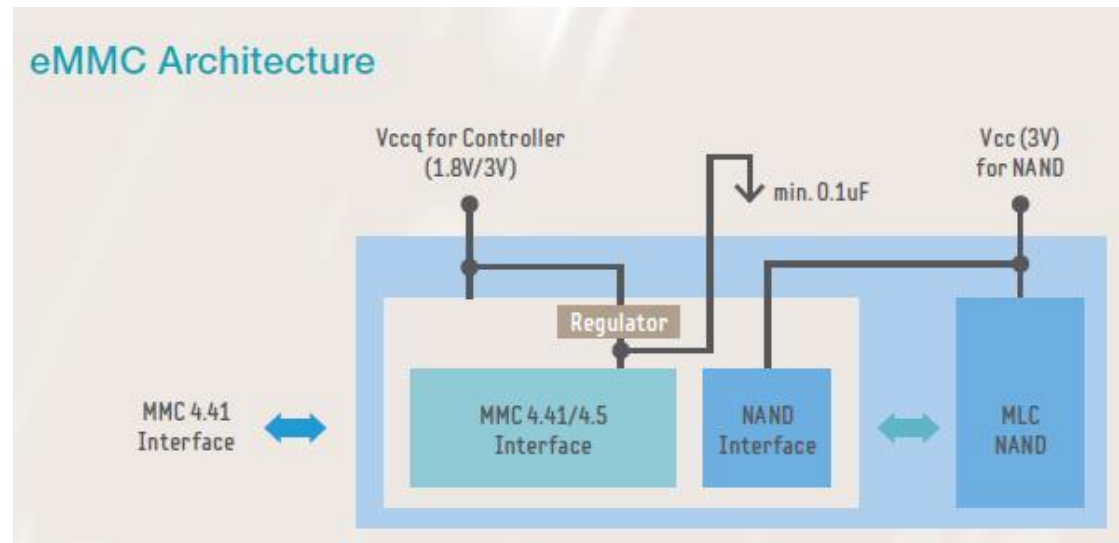 eMMC Architecture
Vccq for Controller
(1.8V/3V)
min. 0.1uF
Vcc (3V)
for NAND
Regulator
MMC 4.41
Interface
MMC 4.41/4.5
Interface
NAND
Interface
MLC
NAND